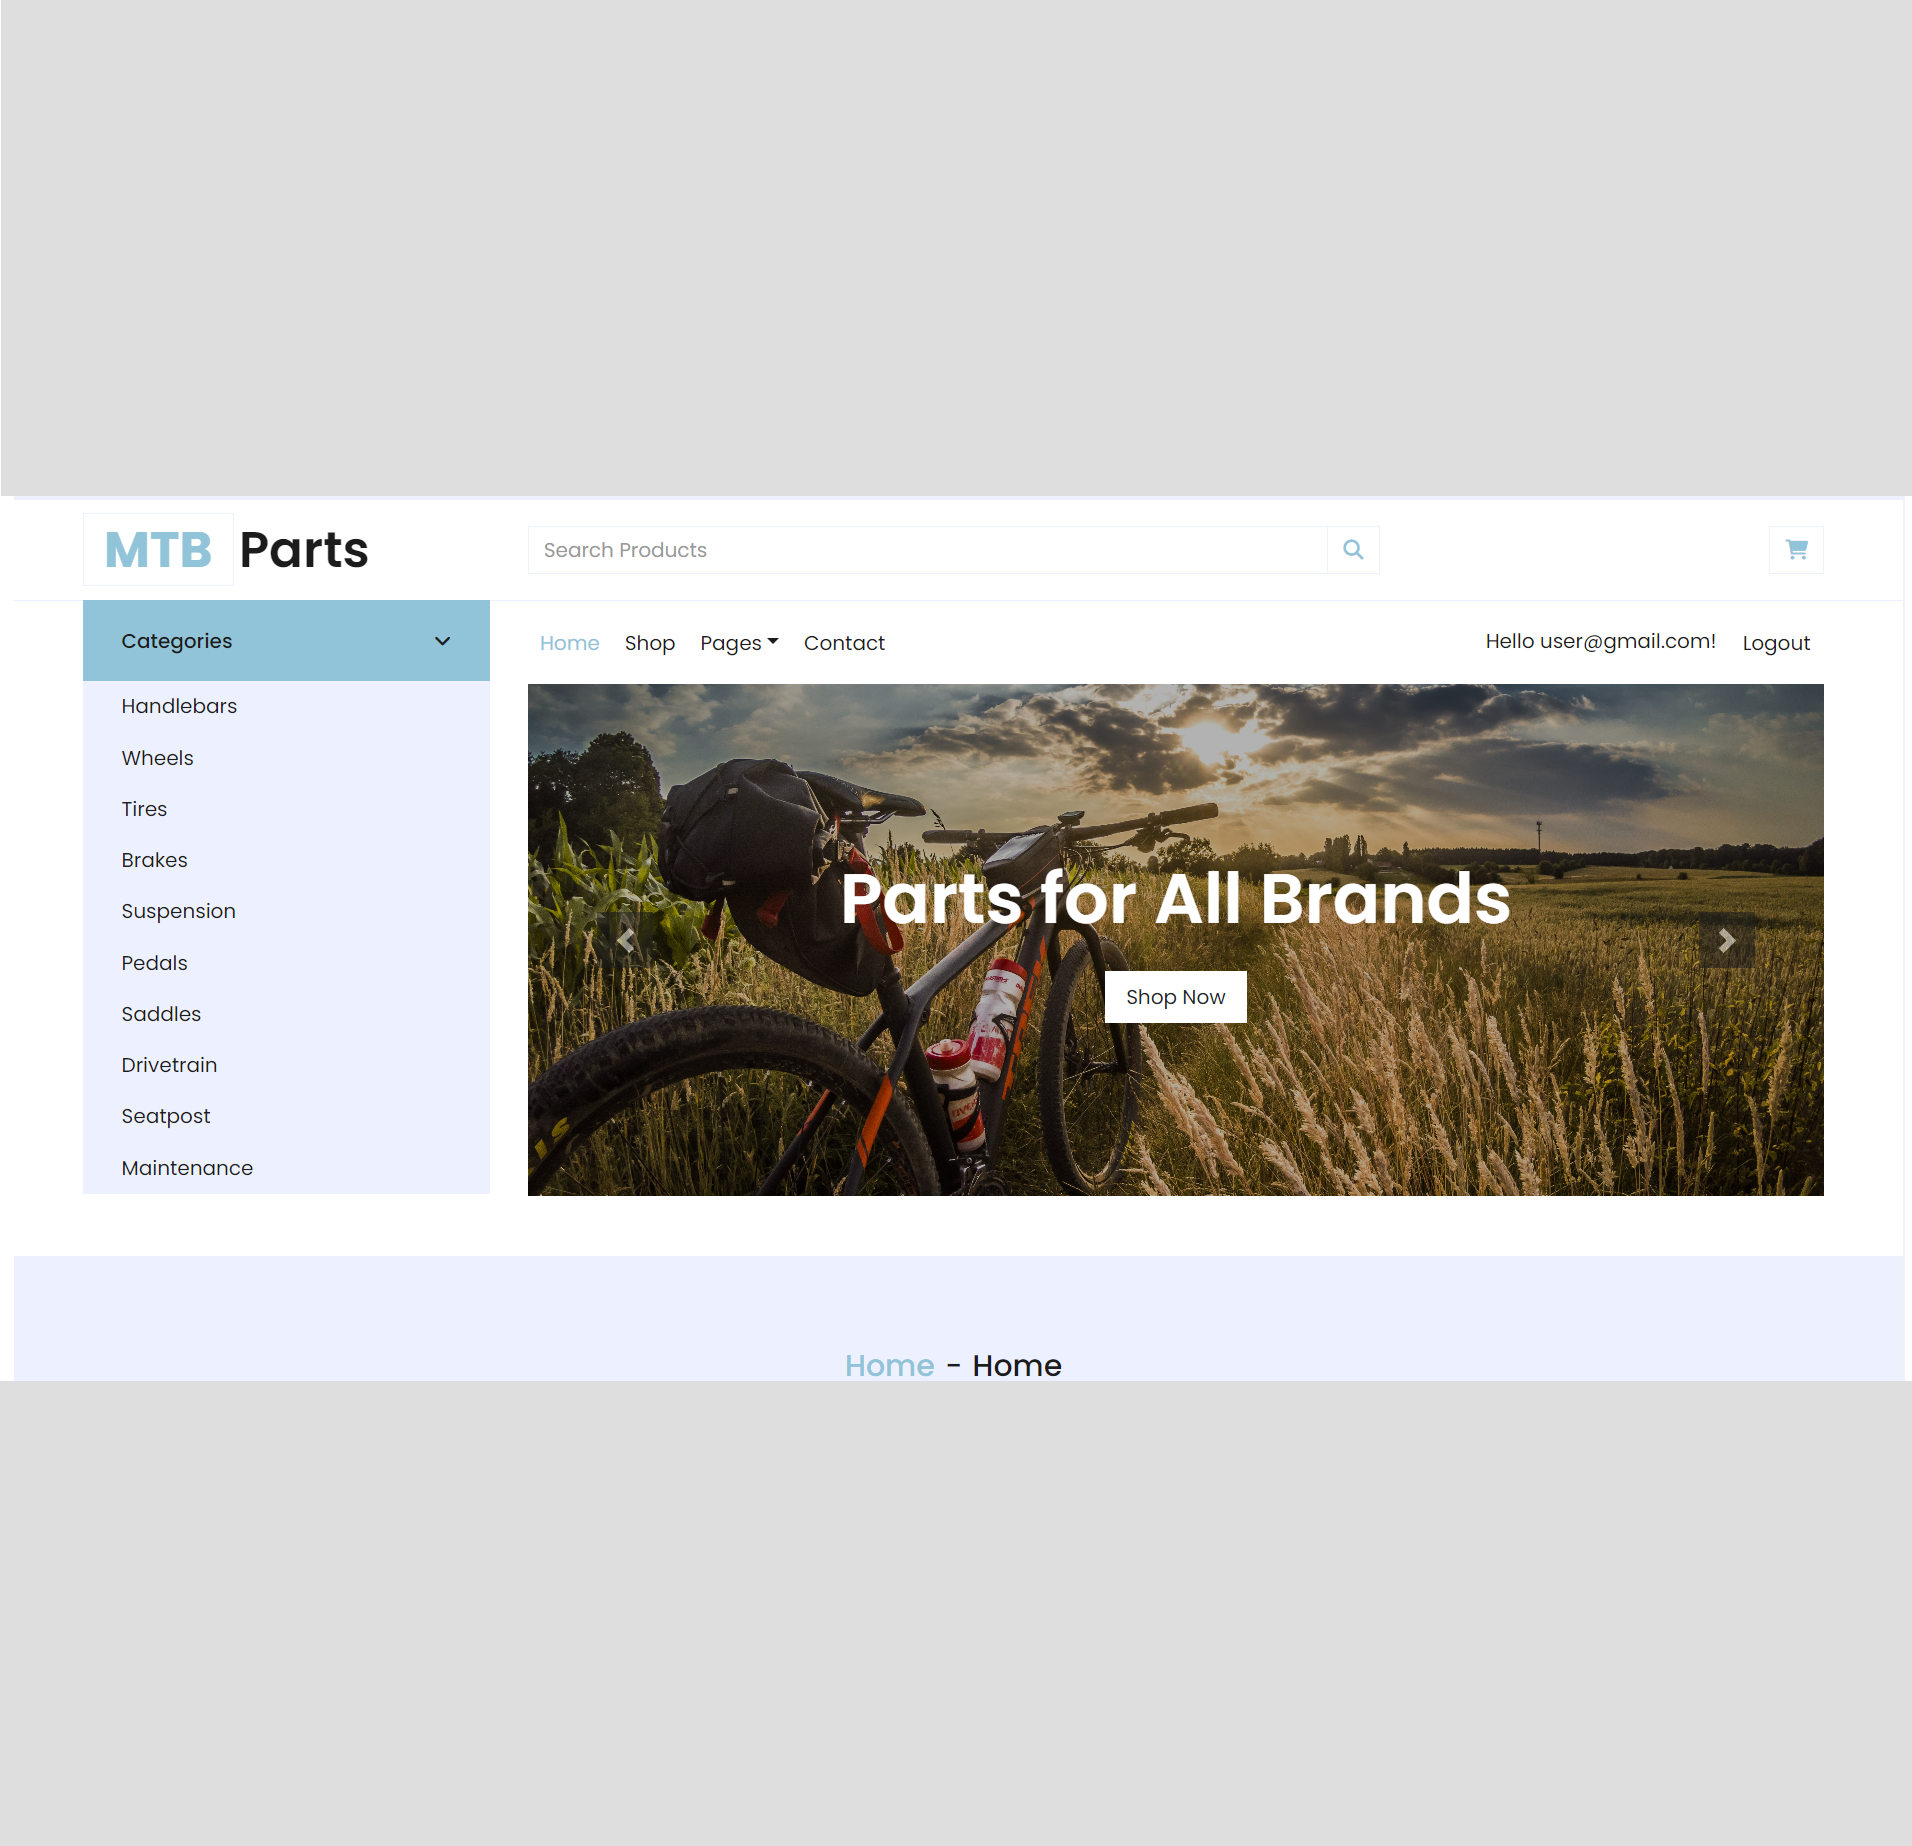 MTB Parts
Search Products
Categories
Home Shop Pages Contact
Hello user@gmail.com! Logout
Handlebars
Wheels
Tires
Brakes
Suspension
Pedals
Saddles
Drivetrain
Seatpost
Maintenance
Parts for All Brands
Shop Now
Home - Home